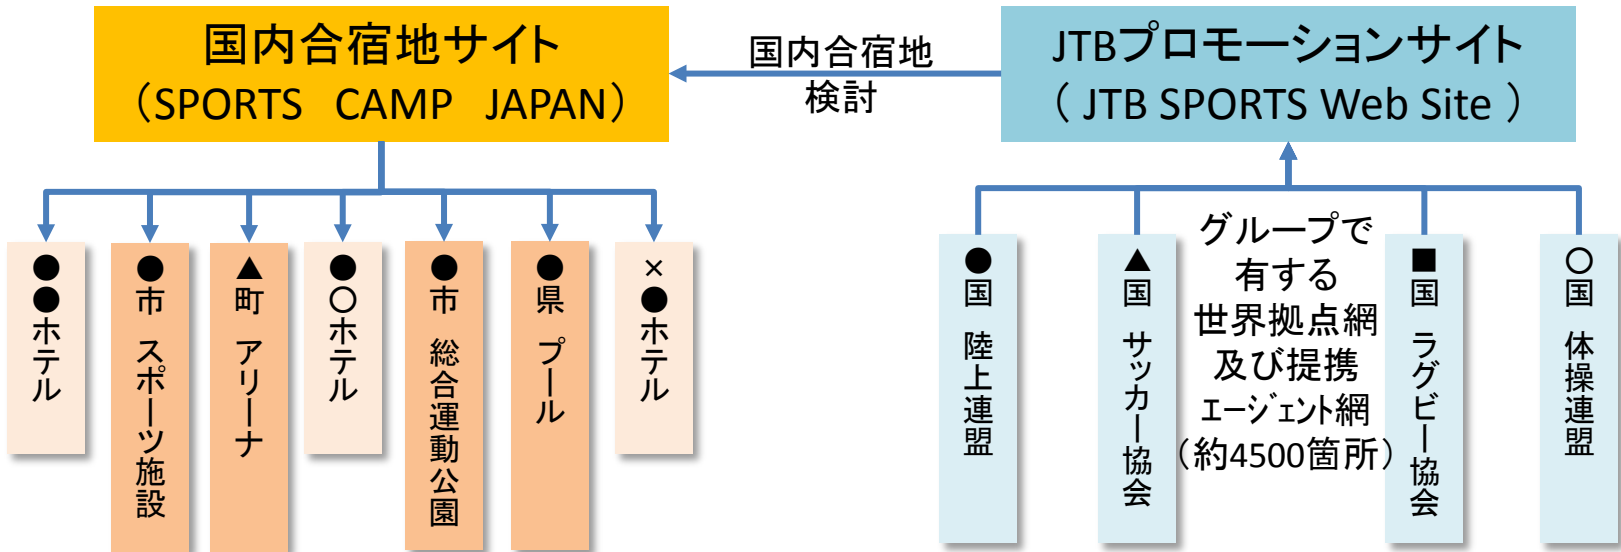 国内合宿地サイト
（SPORTS CAMP JAPAN）
国内合宿地
検討
JTBプロモーションサイト
（ JTB SPORTS Web Site ）
●●ホテル
●市 スポーツ施設
▲町 アリーナ
●○ホテル
●市 総合運動公園
●県 プール
×●ホテル
●国 陸上連盟
▲国 サッカー協会
グループで
有する
世界拠点網
及び提携
エージェント網
（約4500箇所）
■国 ラグビー協会
○国 体操連盟